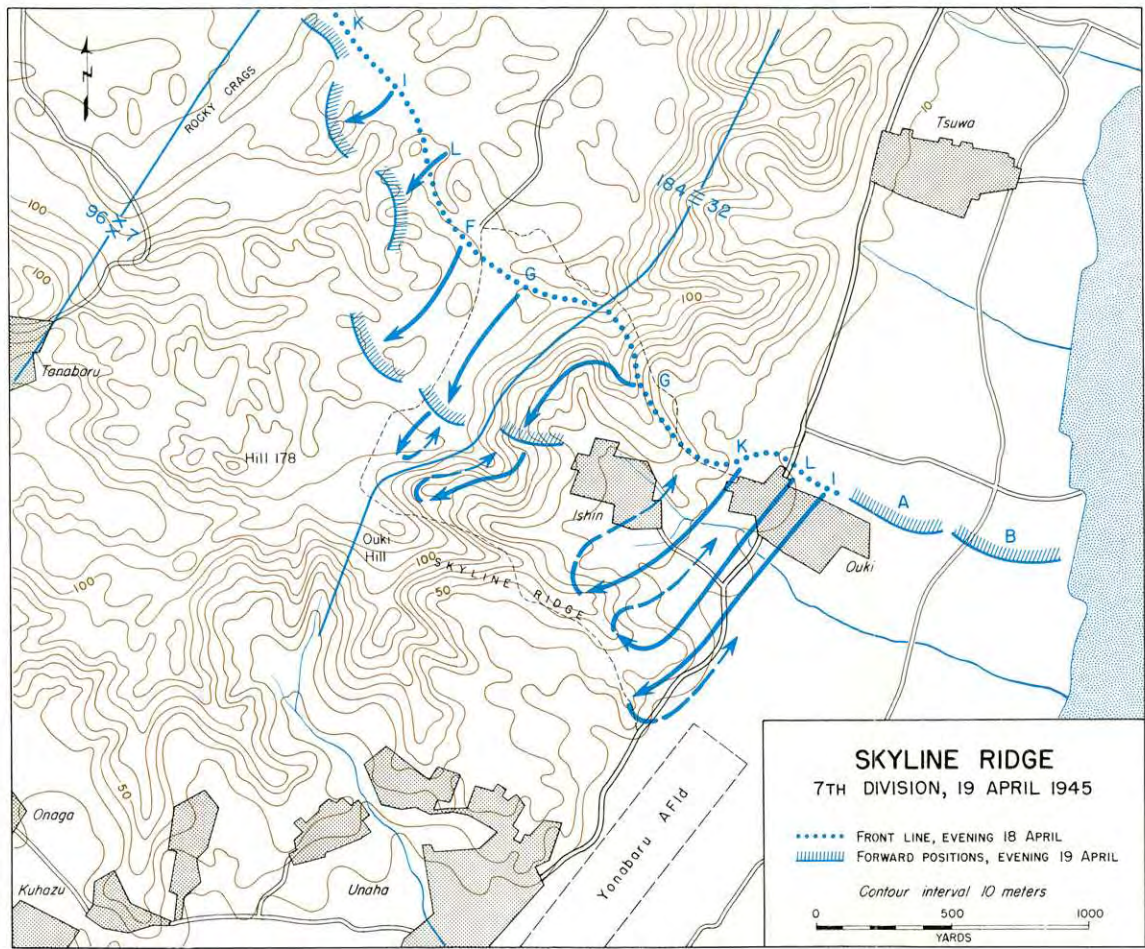 K
10
ROCKY CRAGS
I
Tsuwa
L
184 32
100
96 7
F
100
G
100
Tanabaru
G
Hill 178
K
L
I
A
B
Ishin
Ouki
Ouki
Hill
100
SKYLINE RIDGE
100
50
50
Onaga
Kuhazu
Unaha
Yonabaru AFld
SKYLINE RIDGE
7TH DIVISION, 19 APRIL 1945
FRONT LINE, EVENING 18 APRIL
FORWARD POSITIONS, EVENING 19 APRIL
Contour interval 10 meters
0 500 1000
YARDS
N